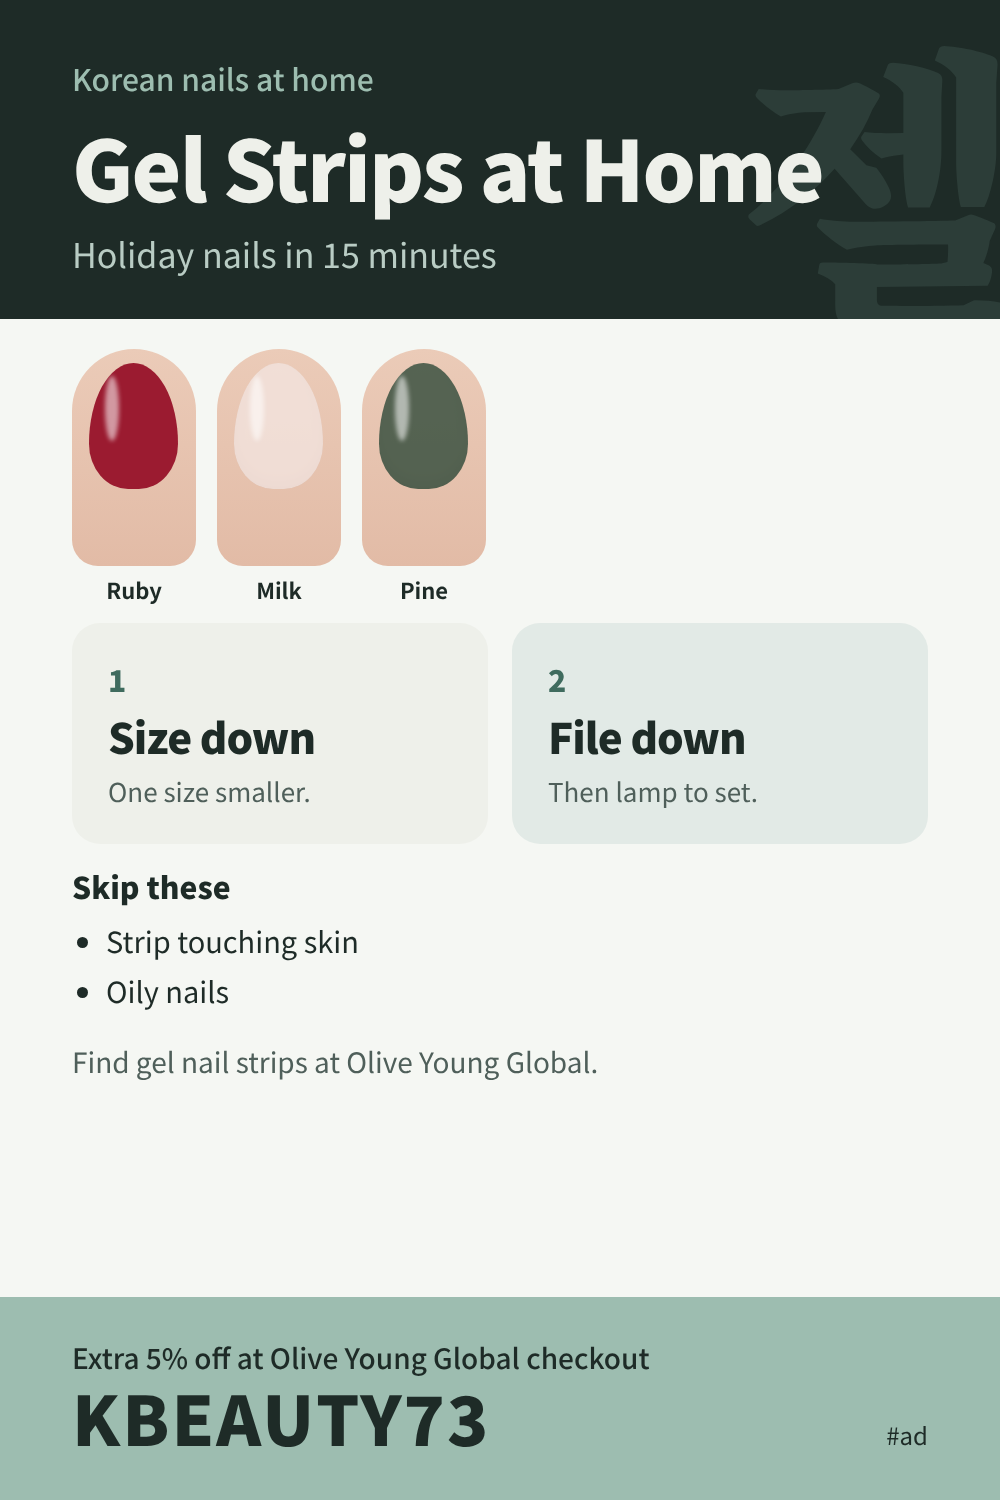 Korean nails at home
젤
Gel Strips at Home
Holiday nails in 15 minutes
Ruby
Milk
Pine
1
Size down
One size smaller.
2
File down
Then lamp to set.
Skip these
• Strip touching skin
• Oily nails
Find gel nail strips at Olive Young Global.
Extra 5% off at Olive Young Global checkout
KBEAUTY73
#ad